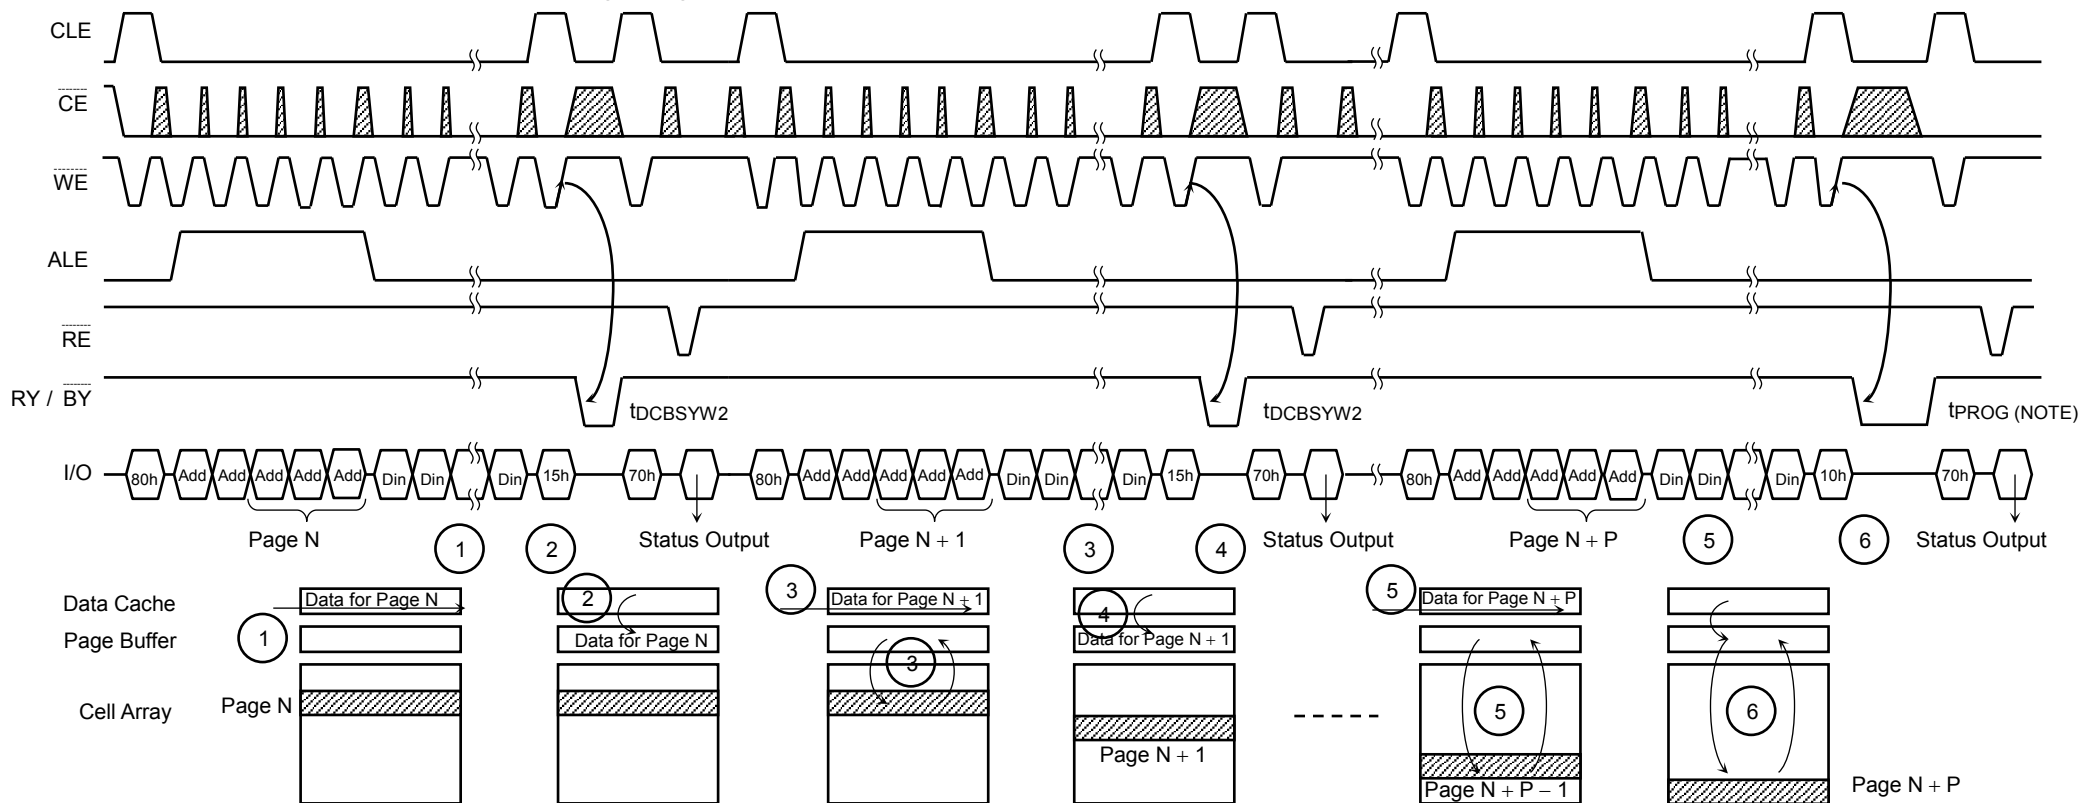 CLE
CE
WE
ALE
RE
RY / BY
tDCBSYW2 tDCBSYW2 tPROG (NOTE)
I/O 80h Add Add Add Add Add Din Din Din 15h 70h 80h Add Add Add Add Add Din Din Din 15h 70h 80h Add Add Add Add Add Din Din Din 10h 70h
Page N 1 2 Status Output Page N + 1 3 4 Status Output Page N + P 5 6 Status Output
Data Cache Data for Page N 2 3 Data for Page N + 1 4 5 Data for Page N + P
Page Buffer 1 Data for Page N 3 Data for Page N + 1
Cell Array Page N 5 6
Page N + 1
Page N + P − 1 Page N + P